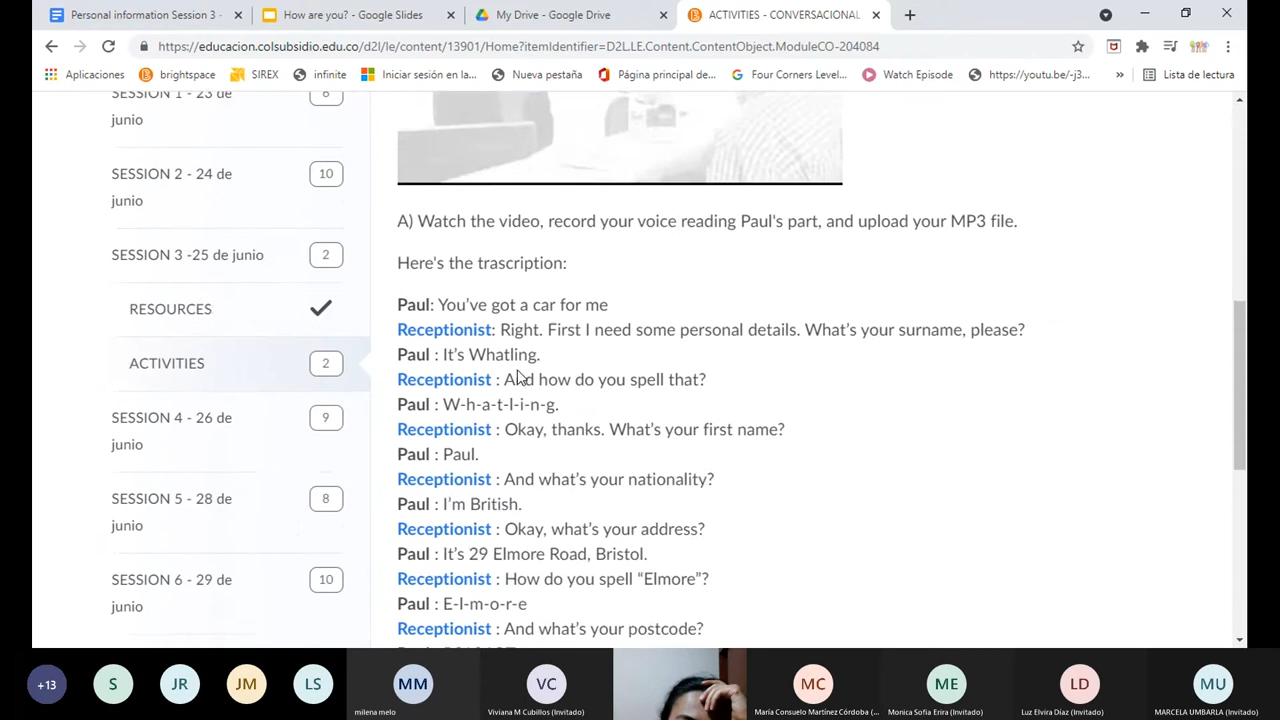 Personal information Session 3 -
How are you? - Google Slides
My Drive - Google Drive
ACTIVITIES - CONVERSACIONAL
https://educacion.colsubsidio.edu.co/d2l/le/content/13901/Home?itemIdentifier=D2L.LE.Content.ContentObject.ModuleCO-204084
Aplicaciones
brightspace
SIREX
infinite
Iniciar sesión en la...
Nueva pestaña
Página principal de...
Four Corners Level...
Watch Episode
https://youtu.be/-j3...
»
Lista de lectura
SESSION 1 - 23 de
junio
SESSION 2 - 24 de
junio
10
SESSION 3 -25 de junio
2
RESOURCES
ACTIVITIES
2
SESSION 4 - 26 de
junio
9
SESSION 5 - 28 de
junio
8
SESSION 6 - 29 de
junio
10
A) Watch the video, record your voice reading Paul's part, and upload your MP3 file.
Here's the trascription:
Paul: You've got a car for me
Receptionist: Right. First I need some personal details. What's your surname, please?
Paul : It's Whatling.
Receptionist : And how do you spell that?
Paul : W-h-a-t-l-i-n-g.
Receptionist : Okay, thanks. What's your first name?
Paul : Paul.
Receptionist : And what's your nationality?
Paul : I'm British.
Receptionist : Okay, what's your address?
Paul : It's 29 Elmore Road, Bristol.
Receptionist : How do you spell “Elmore”?
Paul : E-l-m-o-r-e
Receptionist : And what's your postcode?
+13
S
JR
JM
LS
MM
milena melo
VC
Viviana M Cubillos (Invitado)
MC
María Consuelo Martínez Córdoba (...
ME
Monica Sofia Erira (Invitado)
LD
Luz Elvira Díaz (Invitado)
MU
MARCELA UMBARLA (Invitado)